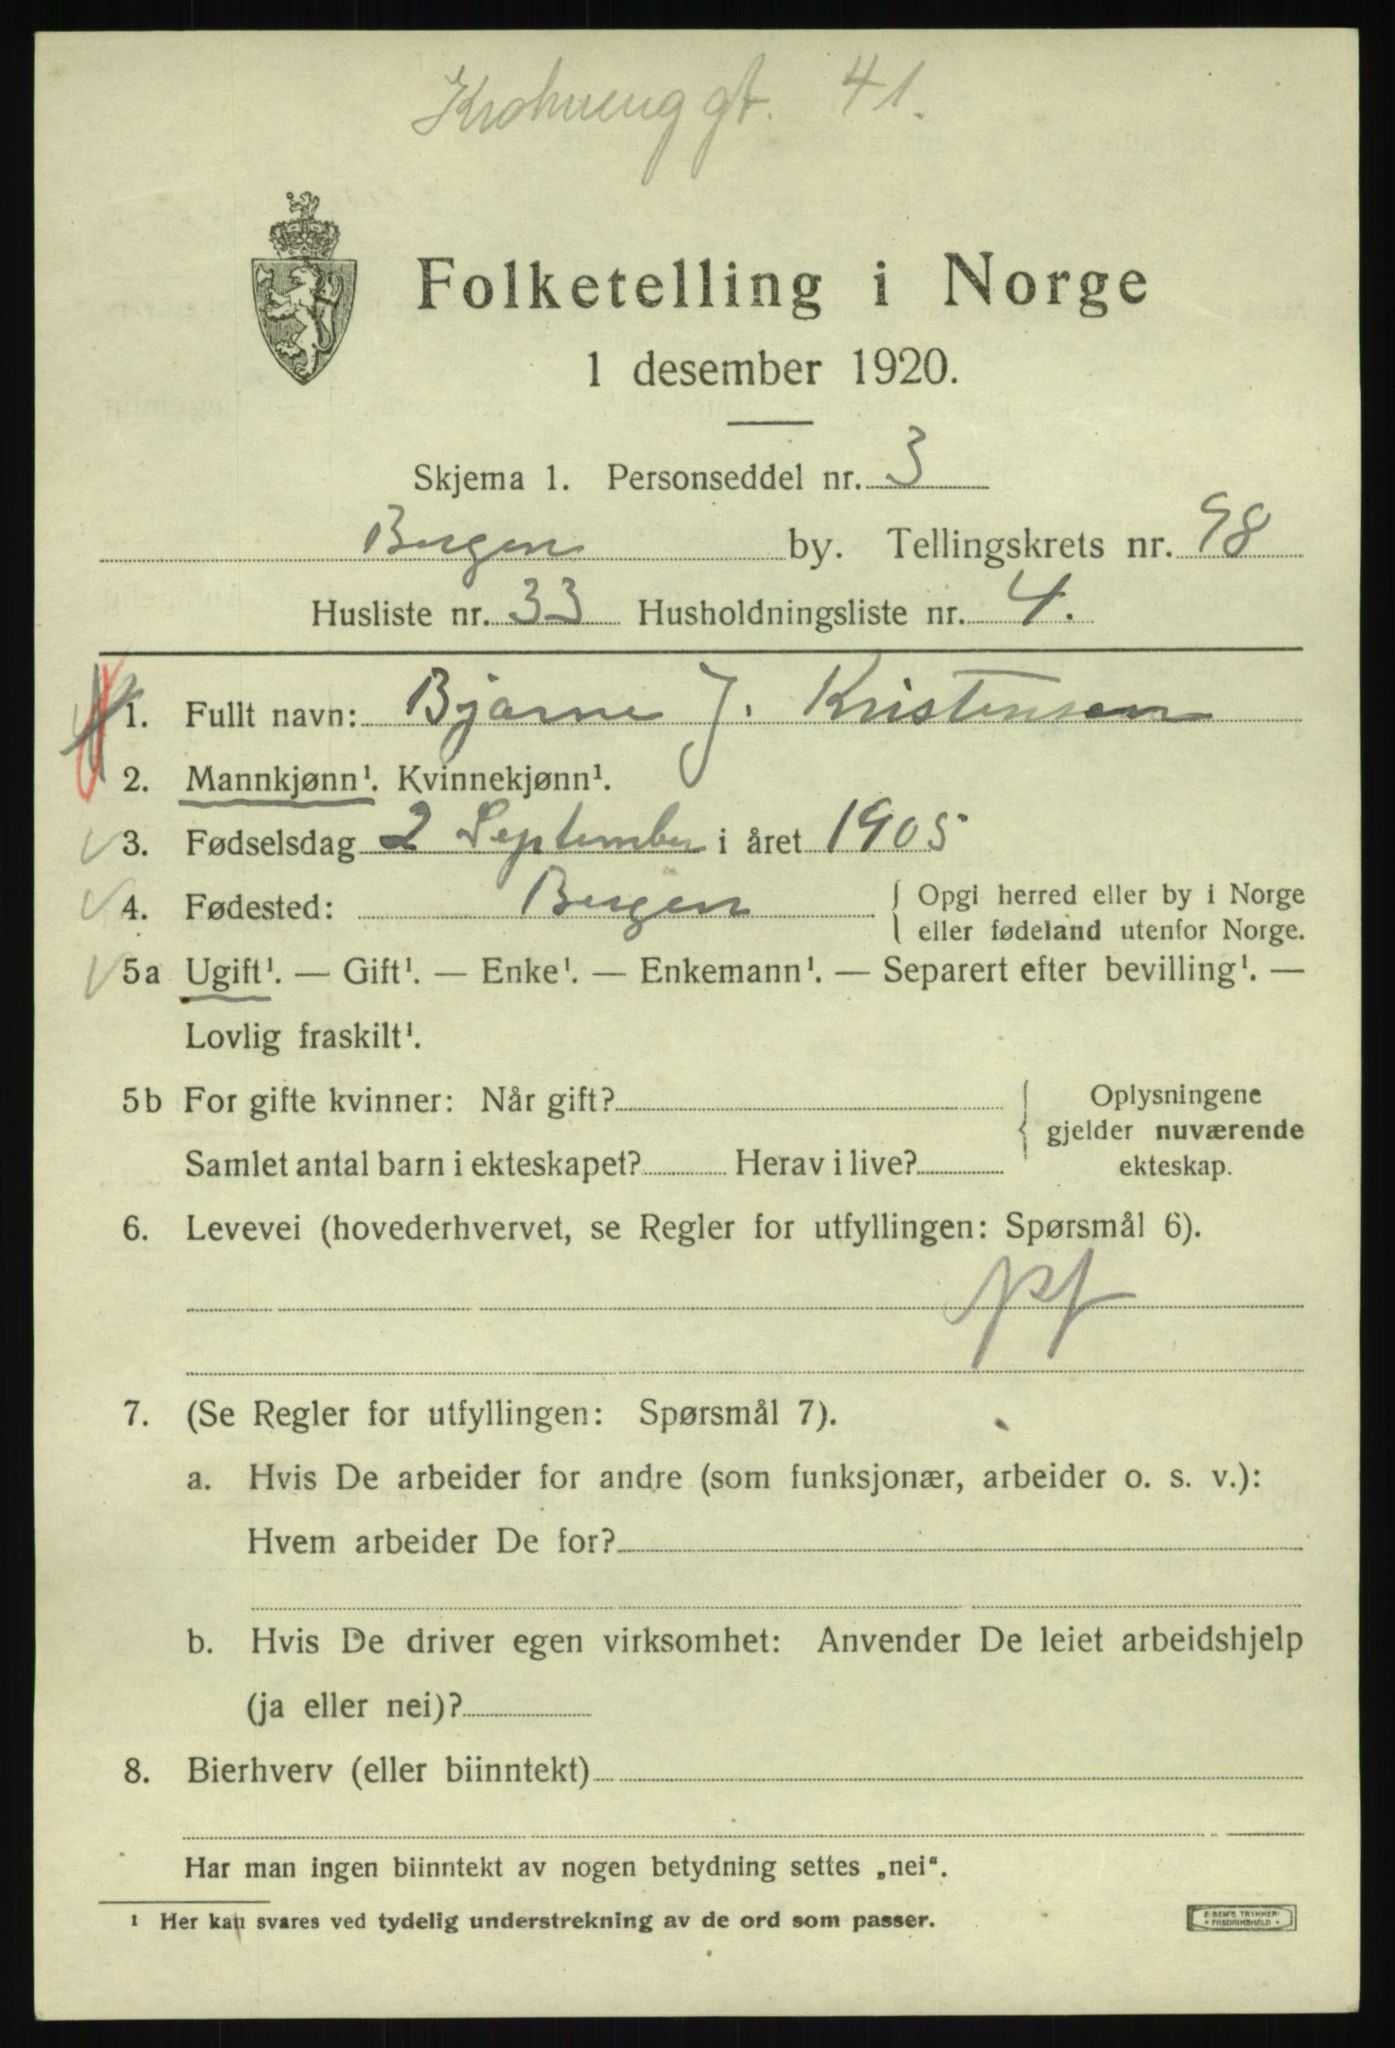 Krohneng gt. 41.
Folketelling i Norge
1 desember 1920.
Skjema 1. Personseddel nr. 3
Bergen by. Tellingskrets nr. 98
Husliste nr. 33 Husholdningsliste nr. 4.
1. Fullt navn: Bjarne J. Kristensen
2. Mannkjønn¹. Kvinnekjønn¹.
3. Fødselsdag 2 September i året 1905
4. Fødested: Bergen { Opgi herred eller by i Norge
eller fødeland utenfor Norge.
5a Ugift¹. — Gift¹. — Enke¹. — Enkemann¹. — Separert efter bevilling¹. —
Lovlig fraskilt¹.
5b For gifte kvinner: Når gift? { Oplysningene
gjelder nuværende
Samlet antal barn i ekteskapet? Herav i live? ekteskap.
6. Levevei (hovederhvervet, se Regler for utfyllingen: Spørsmål 6).
pf
7. (Se Regler for utfyllingen: Spørsmål 7).
a. Hvis De arbeider for andre (som funksjonær, arbeider o. s. v.):
Hvem arbeider De for?
b. Hvis De driver egen virksomhet: Anvender De leiet arbeidshjelp
(ja eller nei)?
8. Bierhverv (eller biinntekt)
Har man ingen biinntekt av nogen betydning settes „nei“.
¹ Her kan svares ved tydelig understrekning av de ord som passer.
E. SEM'S TRYKKERI
• FREDRIKSHALD •